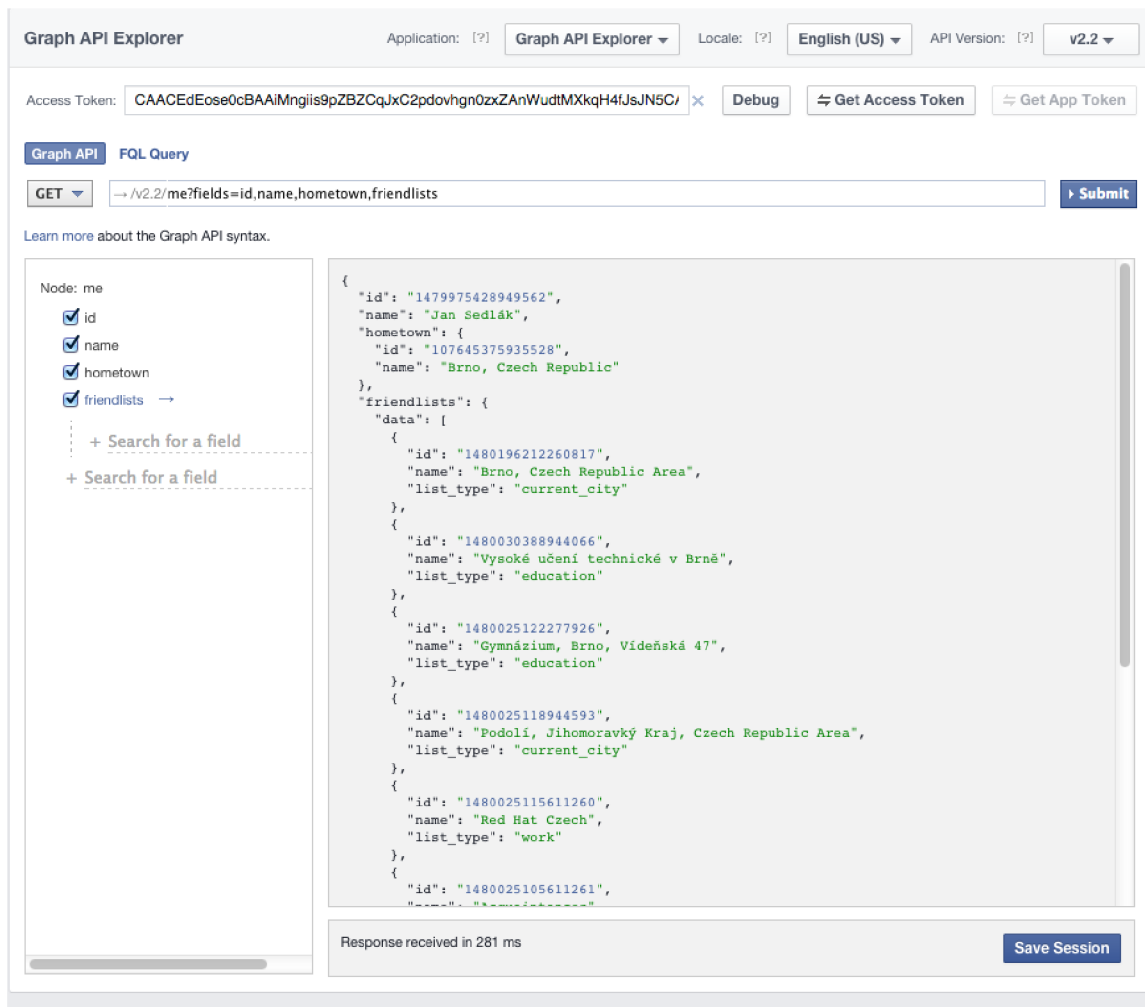 Graph API Explorer Application: [?] Graph API Explorer Locale: [?] English (US) API Version: [?] v2.2
Access Token: CAACEdEose0cBAAiMngiis9pZBZCqJxC2pdovhgn0zxZAnWudtMXkqH4fJsJN5C/ × Debug Get Access Token Get App Token
Graph API FQL Query
GET → /v2.2/me?fields=id,name,hometown,friendlists Submit
Learn more about the Graph API syntax.
Node: me
id
name
hometown
friendlists →
+ Search for a field
+ Search for a field
{
"id": "1479975428949562",
"name": "Jan Sedlák",
"hometown": {
"id": "107645375935528",
"name": "Brno, Czech Republic"
},
"friendlists": {
"data": [
{
"id": "1480196212260817",
"name": "Brno, Czech Republic Area",
"list_type": "current_city"
},
{
"id": "1480030388944066",
"name": "Vysoké učení technické v Brně",
"list_type": "education"
},
{
"id": "1480025122277926",
"name": "Gymnázium, Brno, Vídeňská 47",
"list_type": "education"
},
{
"id": "1480025118944593",
"name": "Podolí, Jihomoravký Kraj, Czech Republic Area",
"list_type": "current_city"
},
{
"id": "1480025115611260",
"name": "Red Hat Czech",
"list_type": "work"
},
{
"id": "1480025105611261",
Response received in 281 ms Save Session